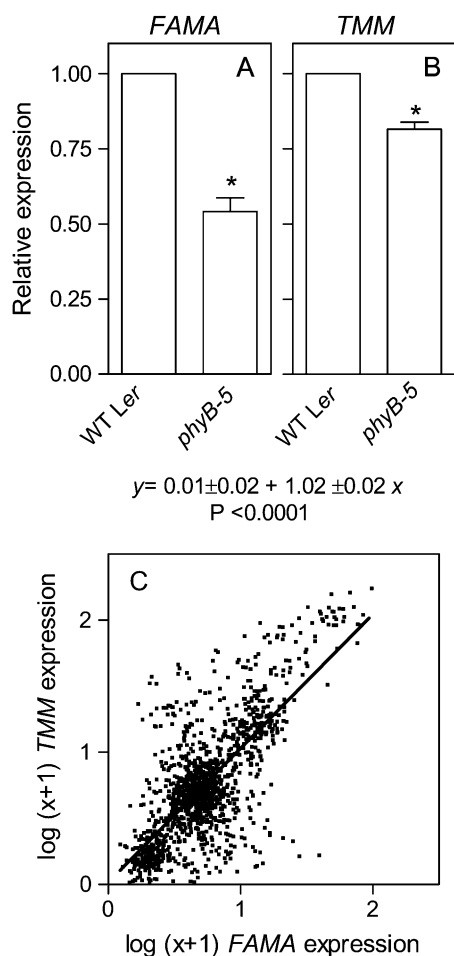 FAMA TMM
A B
Relative expression
1.00
0.75
0.50
0.25
0.00
* *
WT Ler phyB-5 WT Ler phyB-5
y= 0.01±0.02 + 1.02 ±0.02 x
P <0.0001
C
log (x+1) TMM expression
2
1
0
0 1 2
log (x+1) FAMA expression